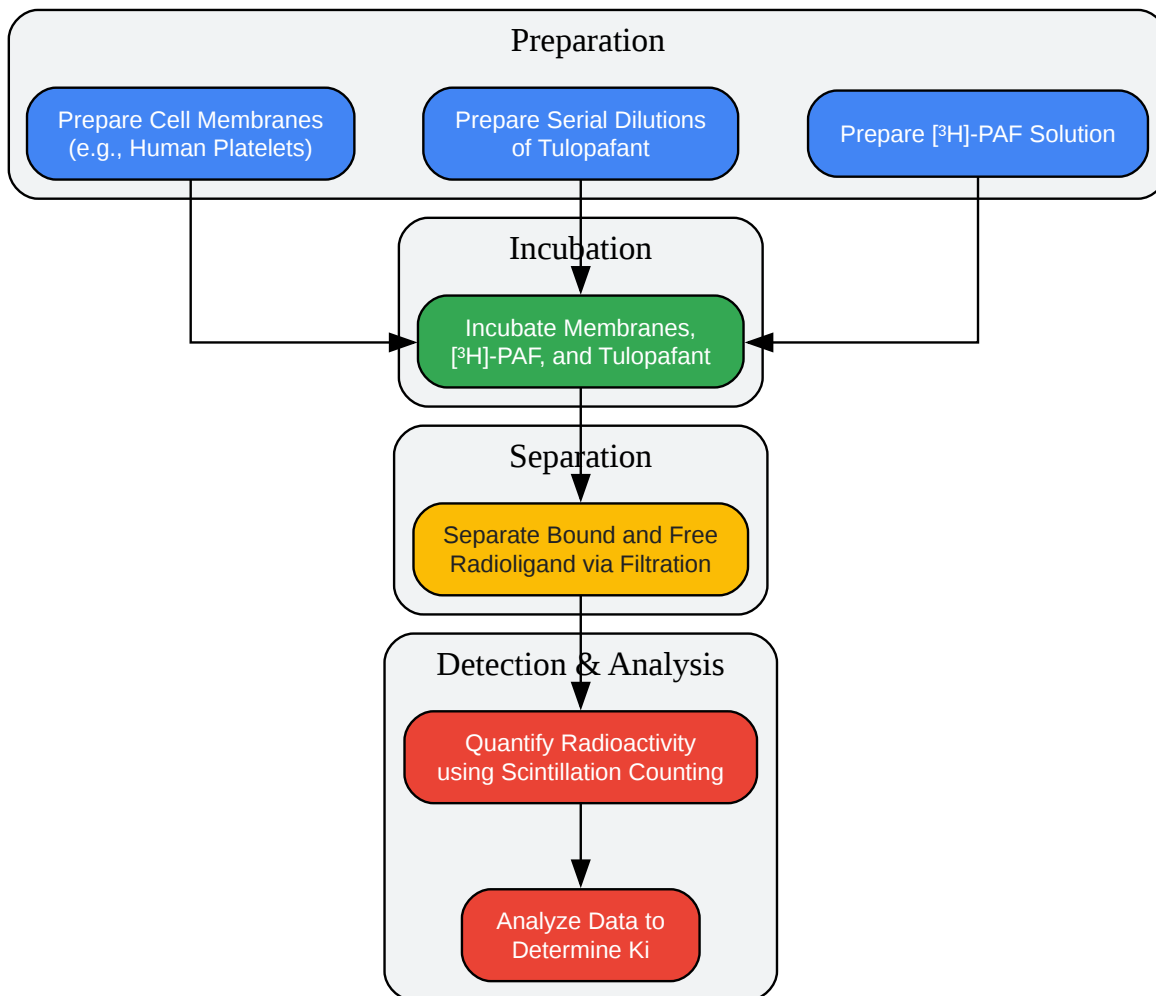 Preparation
Prepare Cell Membranes
(e.g., Human Platelets)
Prepare Serial Dilutions
of Tulopafant
Prepare [³H]-PAF Solution
Incubation
Incubate Membranes,
[³H]-PAF, and Tulopafant
Separation
Separate Bound and Free
Radioligand via Filtration
Detection & Analysis
Quantify Radioactivity
using Scintillation Counting
Analyze Data to
Determine Ki